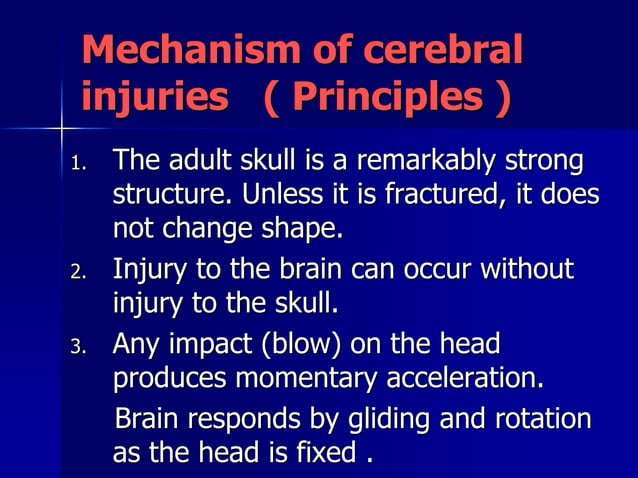 Mechanism of cerebral
injuries ( Principles )
1. The adult skull is a remarkably strong
structure. Unless it is fractured, it does
not change shape.
2. Injury to the brain can occur without
injury to the skull.
3. Any impact (blow) on the head
produces momentary acceleration.
Brain responds by gliding and rotation
as the head is fixed .